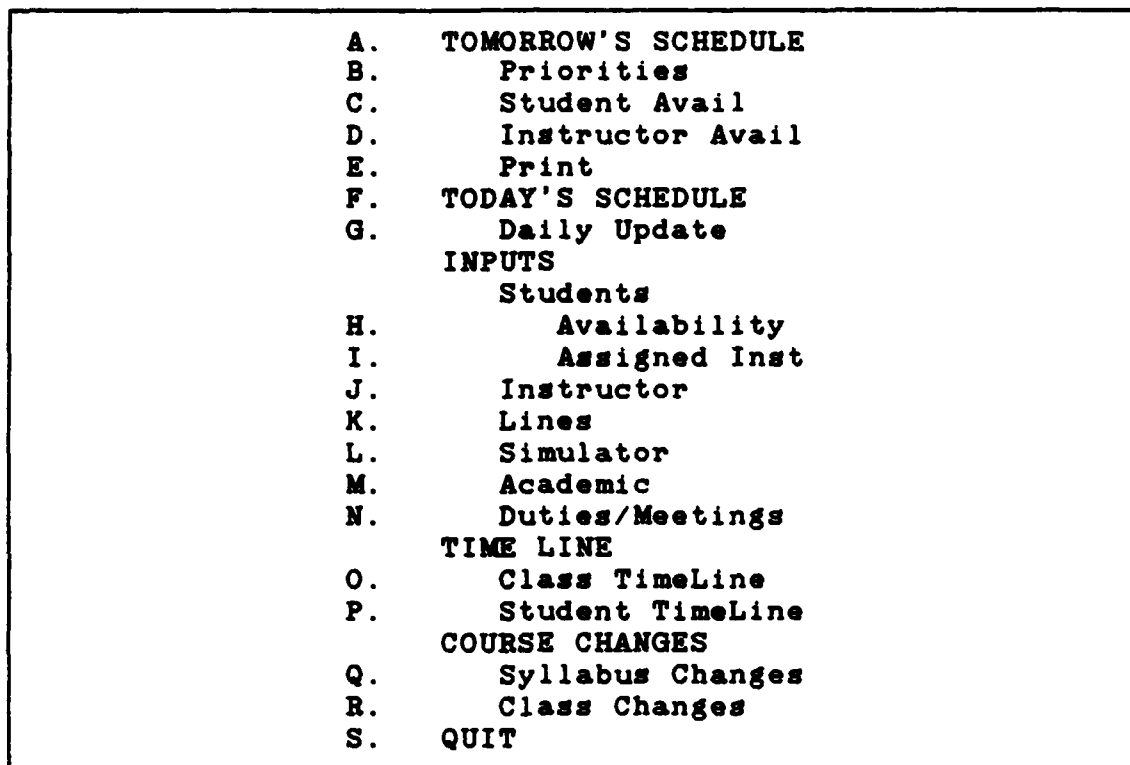 A. TOMORROW'S SCHEDULE
B. Priorities
C. Student Avail
D. Instructor Avail
E. Print
F. TODAY'S SCHEDULE
G. Daily Update
INPUTS
Students
H. Availability
I. Assigned Inst
J. Instructor
K. Lines
L. Simulator
M. Academic
N. Duties/Meetings
TIME LINE
O. Class TimeLine
P. Student TimeLine
COURSE CHANGES
Q. Syllabus Changes
R. Class Changes
S. QUIT